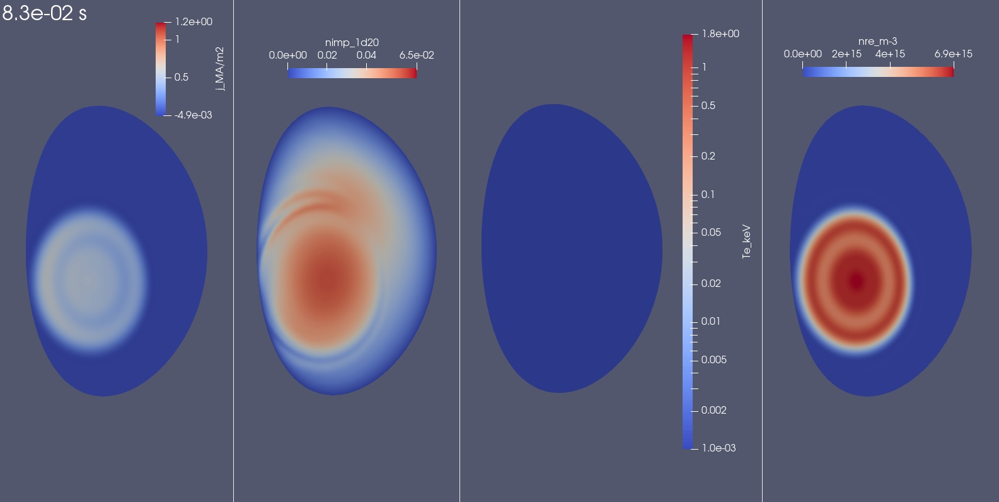 8.3e-02 s
1.2e+00
1
0.5
-4.9e-03
j_MA/m2
nimp_1d20
0.0e+00 0.02 0.04 6.5e-02
1.8e+00
1
0.5
0.2
0.1
0.05
0.02
0.01
0.005
0.002
1.0e-03
Te_keV
nre_m-3
0.0e+00 2e+15 4e+15 6.9e+15